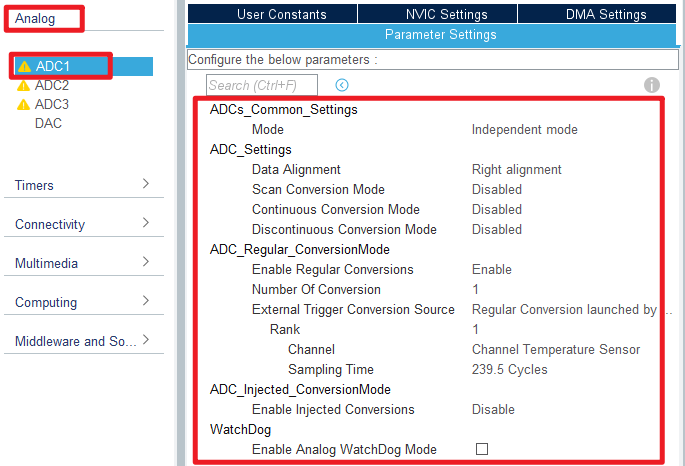 Analog
ADC1
ADC2
ADC3
DAC
Timers
Connectivity
Multimedia
Computing
Middleware and So...
User Constants
NVIC Settings
DMA Settings
Parameter Settings
Configure the below parameters :
Search (Ctrl+F)
ADCs_Common_Settings
Mode Independent mode
ADC_Settings
Data Alignment Right alignment
Scan Conversion Mode Disabled
Continuous Conversion Mode Disabled
Discontinuous Conversion Mode Disabled
ADC_Regular_ConversionMode
Enable Regular Conversions Enable
Number Of Conversion 1
External Trigger Conversion Source Regular Conversion launched by ...
Rank 1
Channel Channel Temperature Sensor
Sampling Time 239.5 Cycles
ADC_Injected_ConversionMode
Enable Injected Conversions Disable
WatchDog
Enable Analog WatchDog Mode